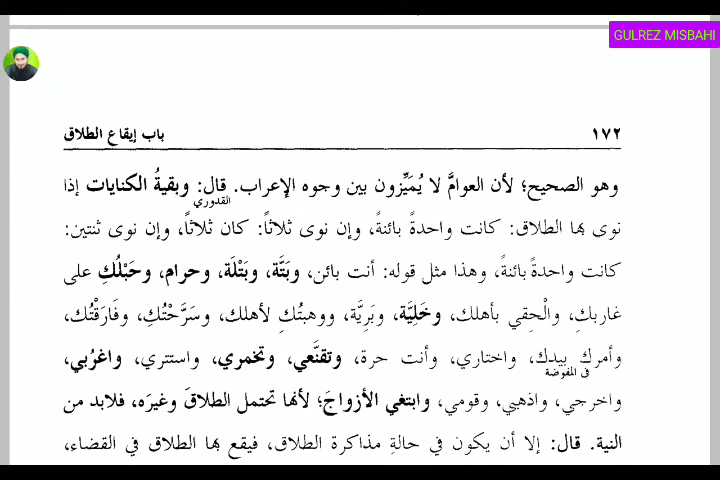 GULREZ MISBAHI
١٧٢ باب إيقاع الطلاق
وهو الصحيح؛ لأن العوامَّ لا يُمَيِّزون بين وجوه الإعراب. قال: وبقيةُ الكنايات إذا
القدوري
نوى بها الطلاق: كانت واحدةً بائنةً، وإن نوى ثلاثاً: كان ثلاثاً، وإن نوى ثنتين:
كانت واحدةً بائنةً، وهذا مثل قوله: أنت بائن، وبَتَّة، وبَتْلَة، وحرام، وحَبْلُكِ على
غاربكِ، والْحِقي بأهلك، وخَلِيَّة، وبَرِيَّة، ووهبتُكِ لأهلك، وسَرَّحْتُكِ، وفَارَقْتُك،
وأمركِ بيدك، واختاري، وأنت حرة، وتقنَّعي، وتخمري، واستتري، واغرُبي،
في المفوضة
واخرجي، واذهبي، وقومي، وابتغي الأزواجَ؛ لأنها تحتمل الطلاقَ وغيرَه، فلابد من
النية. قال: إلا أن يكون في حالةِ مذاكرة الطلاق، فيقع بها الطلاق في القضاء،